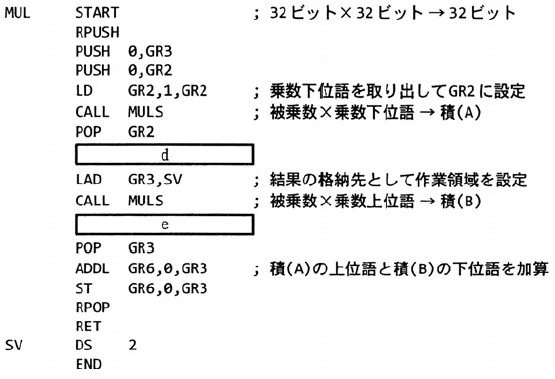 MUL START ; 32ビット×32ビット→32ビット
RPUSH
PUSH 0,GR3
PUSH 0,GR2
LD GR2,1,GR2 ; 乗数下位語を取り出してGR2に設定
CALL MULS ; 被乗数×乗数下位語→積(A)
POP GR2
d
LAD GR3,SV ; 結果の格納先として作業領域を設定
CALL MULS ; 被乗数×乗数上位語→積(B)
e
POP GR3
ADDL GR6,0,GR3 ; 積(A)の上位語と積(B)の下位語を加算
ST GR6,0,GR3
RPOP
RET
SV DS 2
END